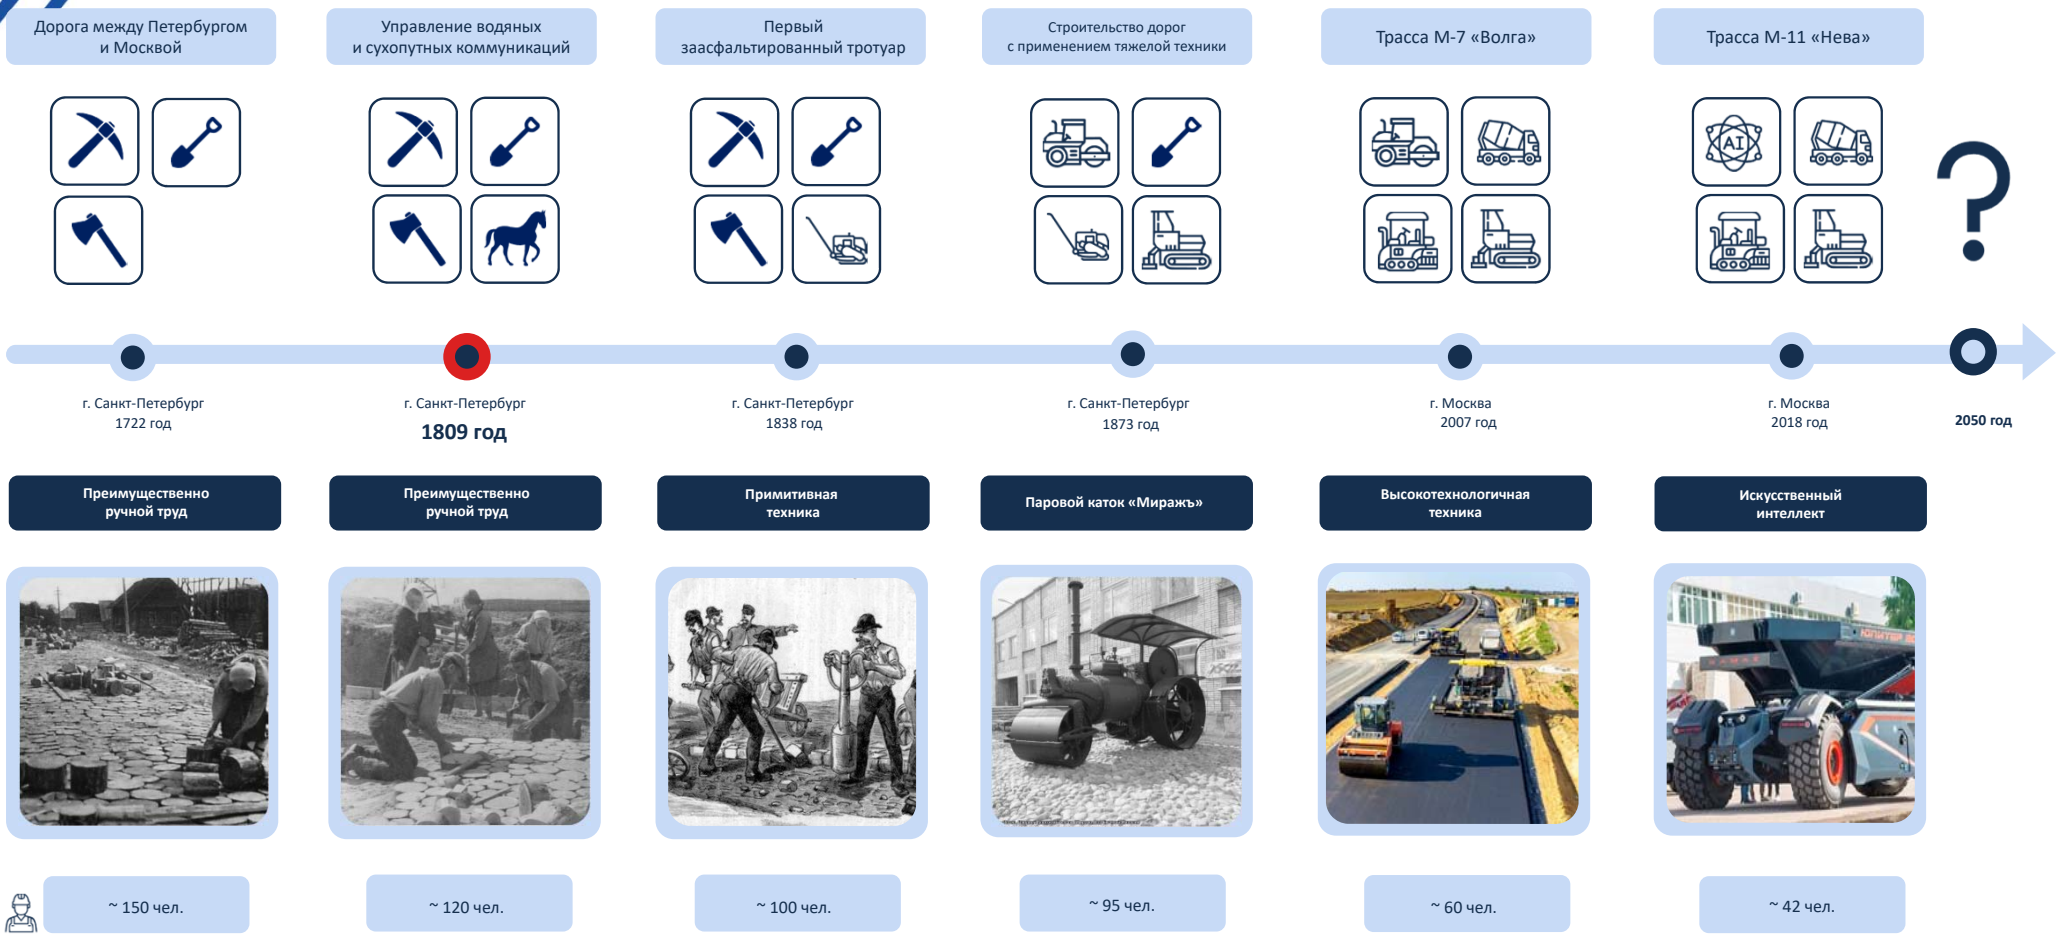 Дорога между Петербургом
и Москвой
Управление водяных
и сухопутных коммуникаций
Первый
заасфальтированный тротуар
Строительство дорог
с применением тяжелой техники
Трасса М-7 «Волга»
Трасса М-11 «Нева»
AI
?
г. Санкт-Петербург
1722 год
г. Санкт-Петербург
1809 год
г. Санкт-Петербург
1838 год
г. Санкт-Петербург
1873 год
г. Москва
2007 год
г. Москва
2018 год
2050 год
Преимущественно
ручной труд
Преимущественно
ручной труд
Примитивная
техника
Паровой каток «Миражъ»
Высокотехнологичная
техника
Искусственный
интеллект
ЮПИТЕР
КАМАЗ
~ 150 чел.
~ 120 чел.
~ 100 чел.
~ 95 чел.
~ 60 чел.
~ 42 чел.